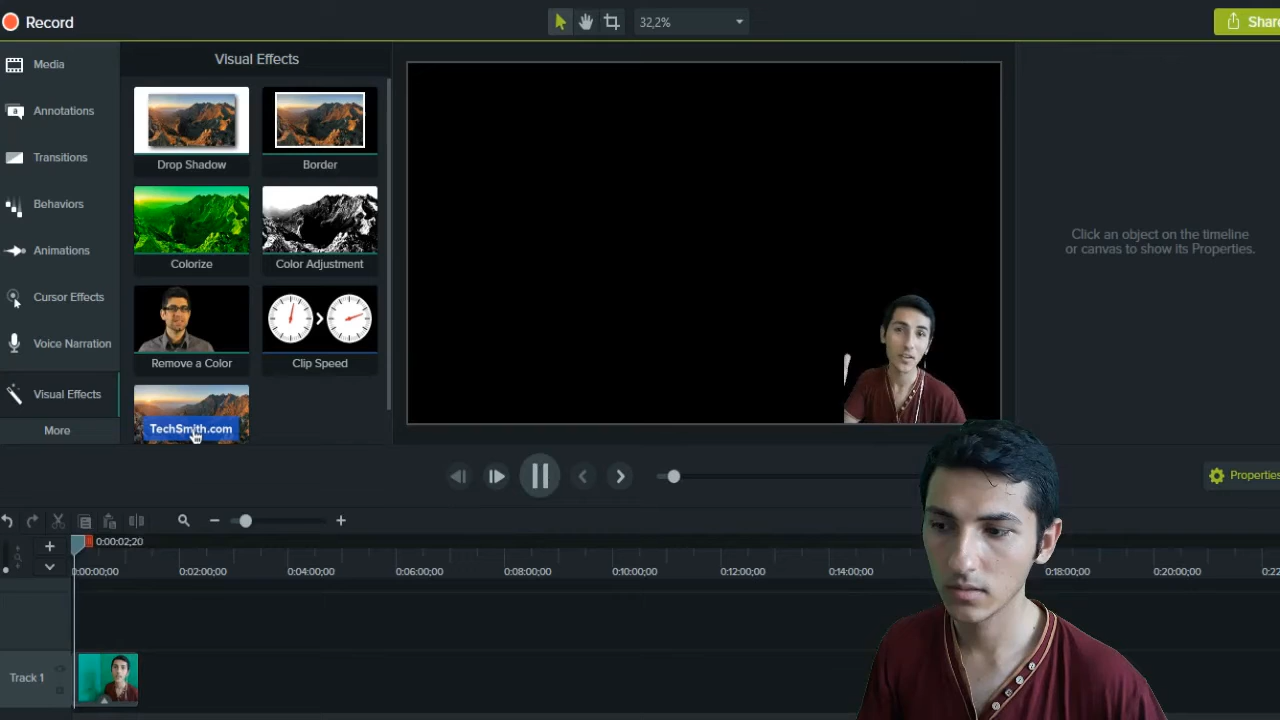 Record
32,2%
Share
Media
Annotations
Transitions
Behaviors
Animations
Cursor Effects
Voice Narration
Visual Effects
More
Visual Effects
Drop Shadow
Border
Colorize
Color Adjustment
Remove a Color
Clip Speed
TechSmith.com
Click an object on the timeline
or canvas to show its Properties.
Properties
0:00:02;20
0:00:00;00
0:02:00;00
0:04:00;00
0:06:00;00
0:08:00;00
0:10:00;00
0:12:00;00
0:14:00;00
0:18:00;00
0:20:00;00
0:22
Track 1
a